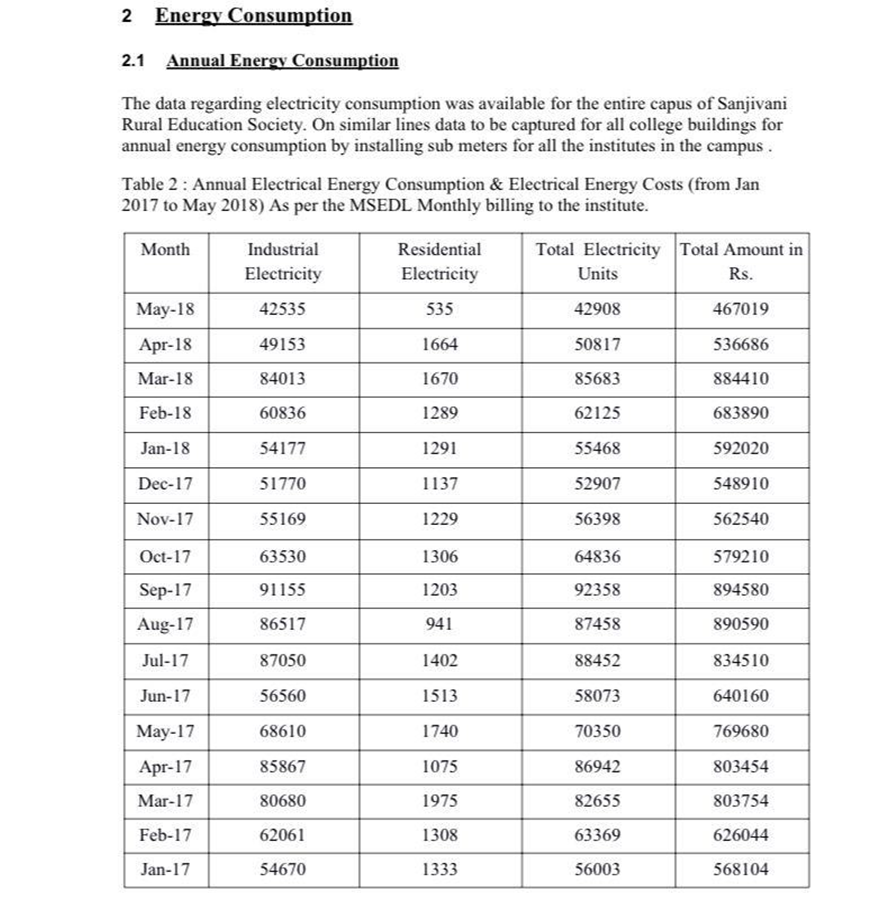 2 Energy Consumption
2.1 Annual Energy Consumption
The data regarding electricity consumption was available for the entire capus of Sanjivani
Rural Education Society. On similar lines data to be captured for all college buildings for
annual energy consumption by installing sub meters for all the institutes in the campus .
Table 2 : Annual Electrical Energy Consumption & Electrical Energy Costs (from Jan
2017 to May 2018) As per the MSEDL Monthly billing to the institute.
Month Industrial Electricity Residential Electricity Total Electricity Units Total Amount in Rs.
May-18 42535 535 42908 467019
Apr-18 49153 1664 50817 536686
Mar-18 84013 1670 85683 884410
Feb-18 60836 1289 62125 683890
Jan-18 54177 1291 55468 592020
Dec-17 51770 1137 52907 548910
Nov-17 55169 1229 56398 562540
Oct-17 63530 1306 64836 579210
Sep-17 91155 1203 92358 894580
Aug-17 86517 941 87458 890590
Jul-17 87050 1402 88452 834510
Jun-17 56560 1513 58073 640160
May-17 68610 1740 70350 769680
Apr-17 85867 1075 86942 803454
Mar-17 80680 1975 82655 803754
Feb-17 62061 1308 63369 626044
Jan-17 54670 1333 56003 568104